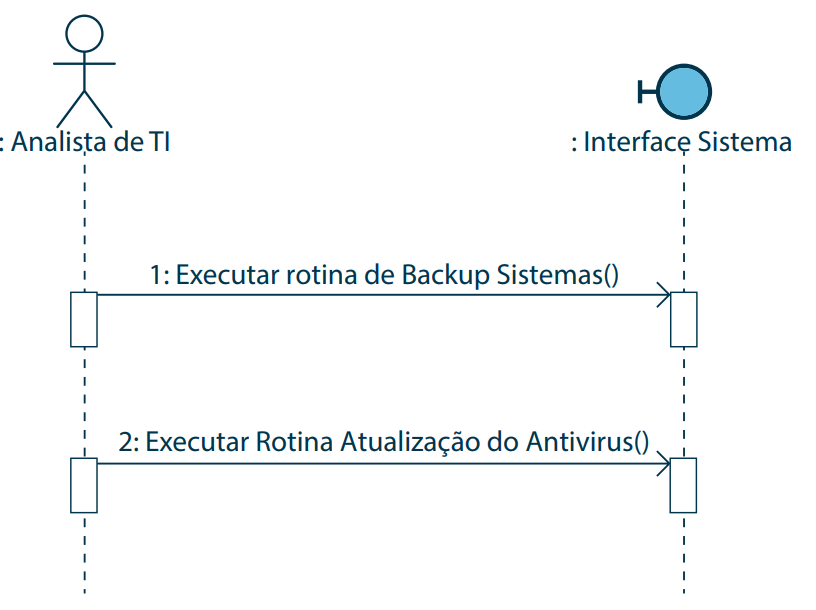 : Analista de TI
: Interface Sistema
1: Executar rotina de Backup Sistemas()
2: Executar Rotina Atualização do Antivirus()